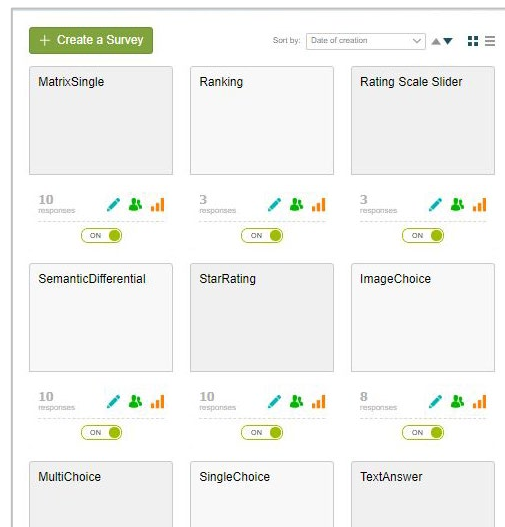 + Create a Survey
Sort by: Date of creation
MatrixSingle
Ranking
Rating Scale Slider
10
responses
3
responses
3
responses
ON
ON
ON
SemanticDifferential
StarRating
ImageChoice
10
responses
10
responses
8
responses
ON
ON
ON
MultiChoice
SingleChoice
TextAnswer